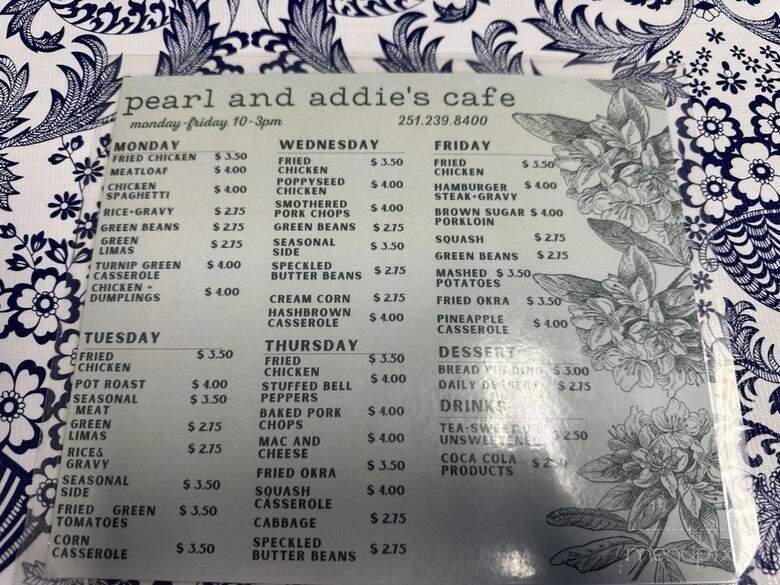 pearl and addie's cafe
monday-friday 10-3pm 251.239.8400
MONDAY
FRIED CHICKEN $ 3.50
MEATLOAF $ 4.00
CHICKEN
SPAGHETTI $ 4.00
RICE+GRAVY $ 2.75
GREEN BEANS $ 2.75
GREEN
LIMAS $ 2.75
TURNIP GREEN
CASSEROLE $ 4.00
CHICKEN +
DUMPLINGS $ 4.00
TUESDAY
FRIED
CHICKEN $ 3.50
POT ROAST $ 4.00
SEASONAL
MEAT $ 3.50
GREEN
LIMAS $ 2.75
RICE&
GRAVY $ 2.75
SEASONAL
SIDE $ 3.50
FRIED GREEN
TOMATOES $ 3.50
CORN
CASSEROLE $ 3.50
WEDNESDAY
FRIED
CHICKEN $ 3.50
POPPYSEED
CHICKEN $ 4.00
SMOTHERED
PORK CHOPS $ 4.00
GREEN BEANS $ 2.75
SEASONAL
SIDE $ 3.50
SPECKLED
BUTTER BEANS $ 2.75
CREAM CORN $ 2.75
HASHBROWN
CASSEROLE $ 4.00
THURSDAY
FRIED
CHICKEN $ 3.50
STUFFED BELL
PEPPERS $ 4.00
BAKED PORK
CHOPS $ 4.00
MAC AND
CHEESE $ 4.00
FRIED OKRA $ 3.50
SQUASH
CASSEROLE $ 4.00
CABBAGE $ 2.75
SPECKLED
BUTTER BEANS $ 2.75
FRIDAY
FRIED
CHICKEN $ 3.50
HAMBURGER
STEAK+GRAVY $ 4.00
BROWN SUGAR
PORKLOIN $ 4.00
SQUASH $ 2.75
GREEN BEANS $ 2.75
MASHED
POTATOES $ 3.50
FRIED OKRA $ 3.50
PINEAPPLE
CASSEROLE $ 4.00
DESSERT
BREAD PUDDING $ 3.00
DAILY DESSERT $ 2.75
DRINKS
TEA-SWEET
UNSWEETENED $ 2.50
COCA COLA
PRODUCTS $ 2.50